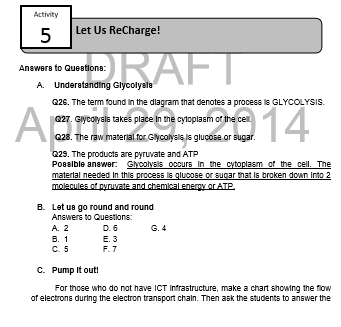 Activity
5
Let Us ReCharge!
DRAFT
April 29, 2014
Answers to Questions:
A. Understanding Glycolysis
Q26. The term found in the diagram that denotes a process is GLYCOLYSIS.
Q27. Glycolysis takes place in the cytoplasm of the cell.
Q28. The raw material for Glycolysis is glucose or sugar.
Q29. The products are pyruvate and ATP
Possible answer: Glycolysis occurs in the cytoplasm of the cell. The
material needed in this process is glucose or sugar that is broken down into 2
molecules of pyruvate and chemical energy or ATP.
B. Let us go round and round
Answers to Questions:
A. 2 D. 6 G. 4
B. 1 E. 3
C. 5 F. 7
C. Pump it out!
For those who do not have ICT infrastructure, make a chart showing the flow
of electrons during the electron transport chain. Then ask the students to answer the